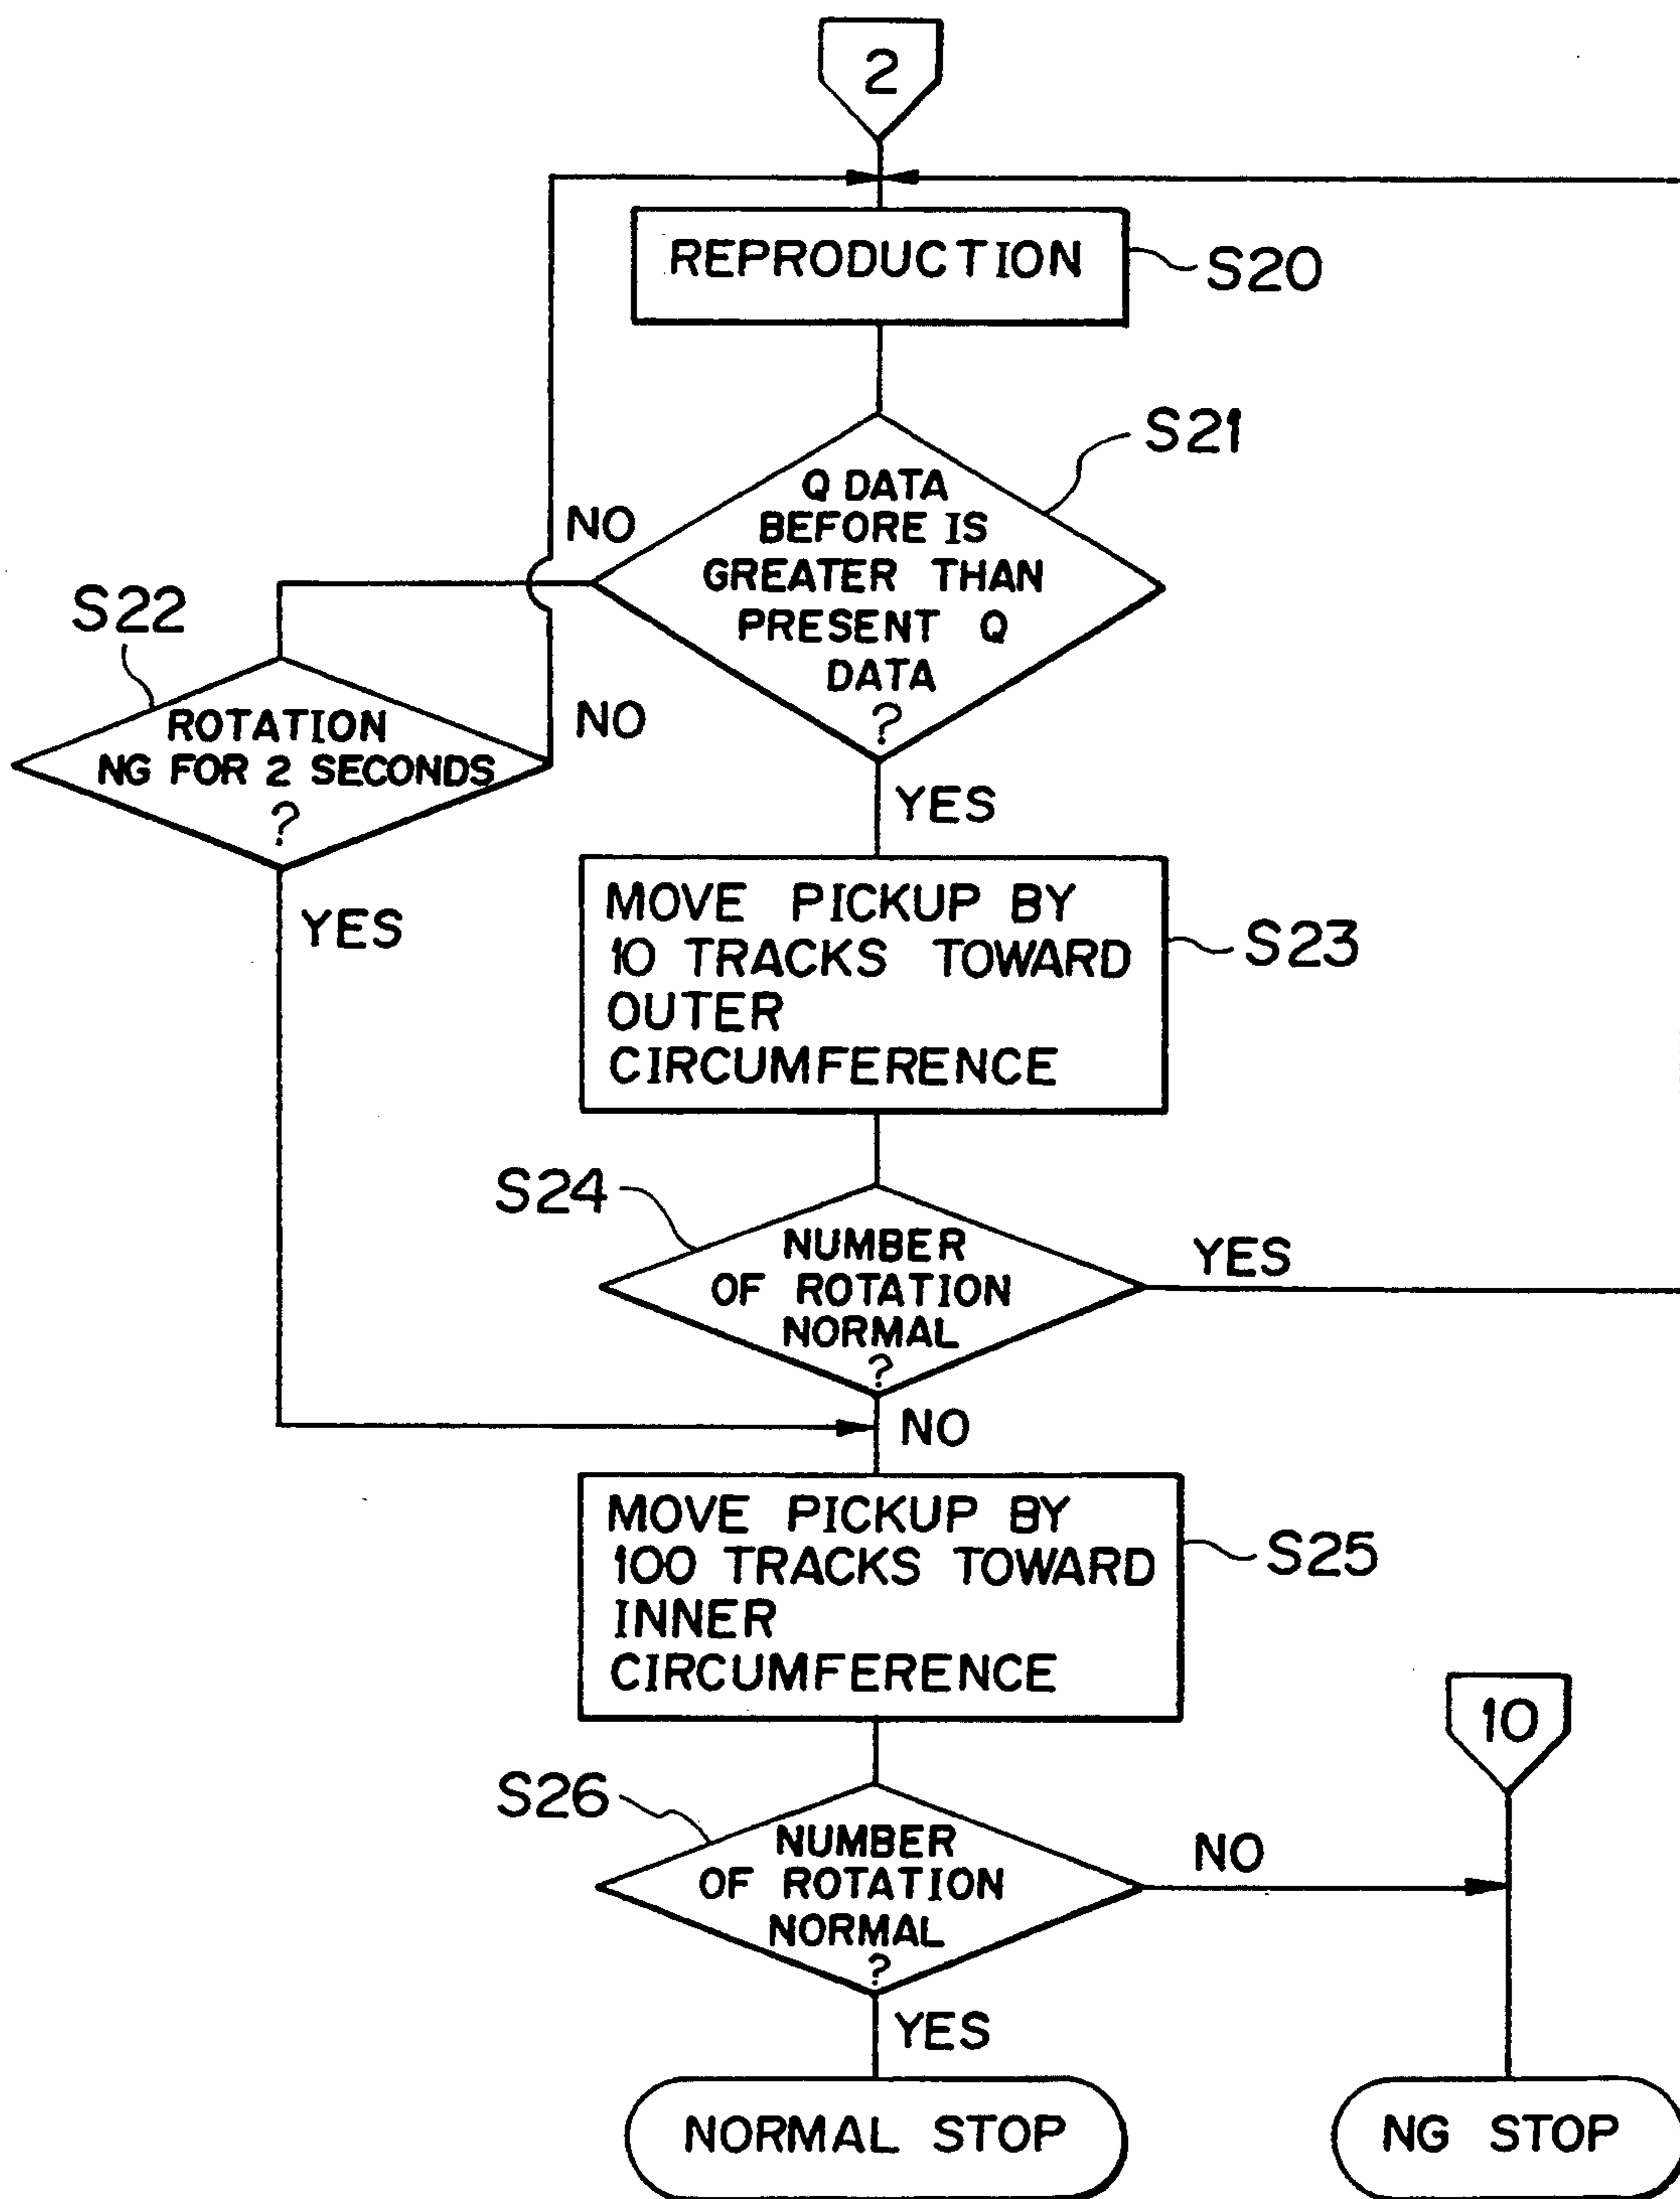 2
REPRODUCTION
S20
S21
Q DATA
BEFORE IS
GREATER THAN
PRESENT Q
DATA
?
NO
S22
ROTATION
NG FOR 2 SECONDS
?
NO
YES
YES
MOVE PICKUP BY
10 TRACKS TOWARD
OUTER
CIRCUMFERENCE
S23
S24
NUMBER
OF ROTATION
NORMAL
?
YES
NO
MOVE PICKUP BY
100 TRACKS TOWARD
INNER
CIRCUMFERENCE
S25
10
S26
NUMBER
OF ROTATION
NORMAL
?
NO
YES
NORMAL STOP
NG STOP